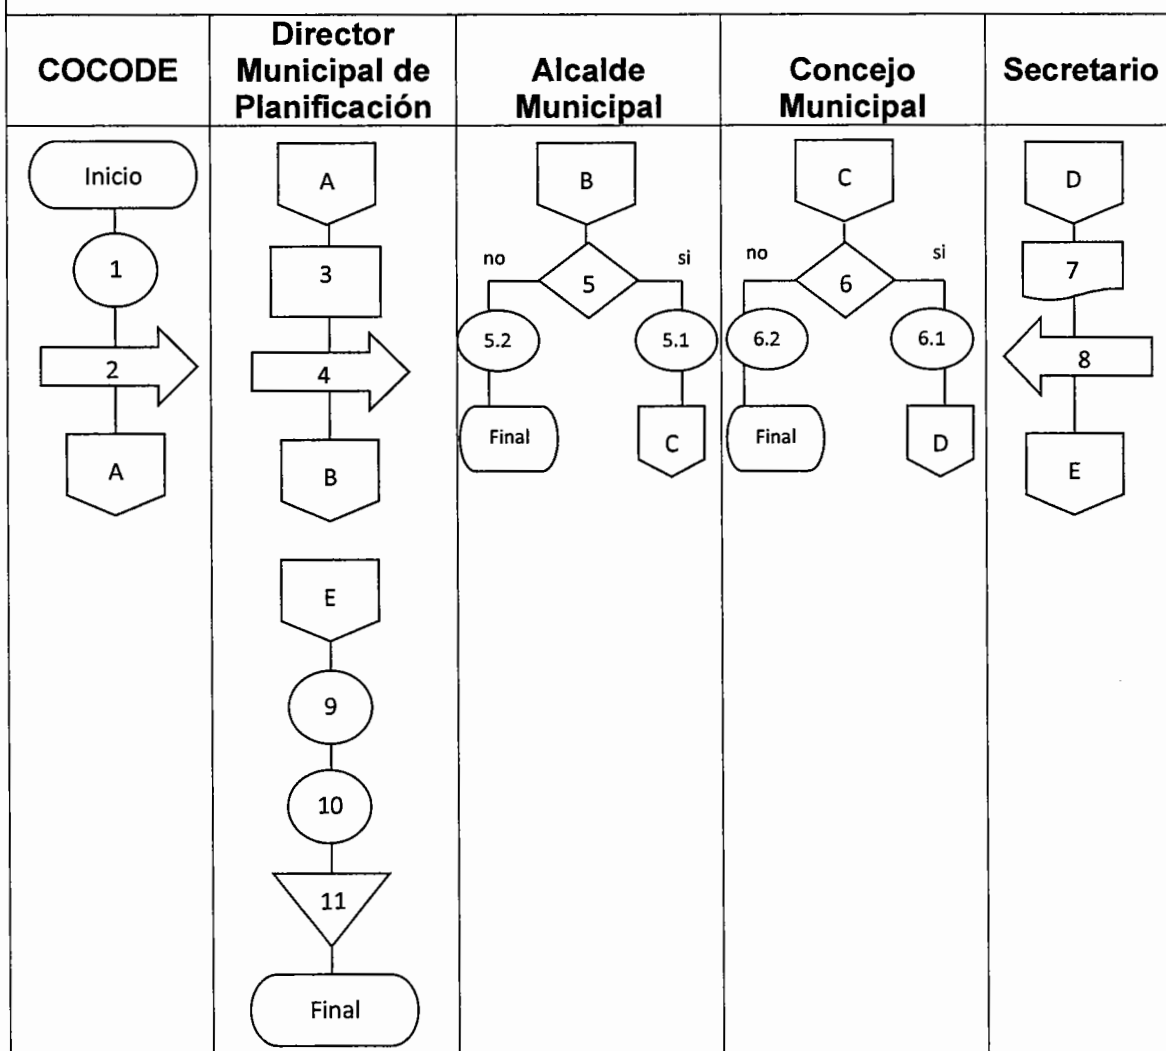 COCODE
Director
Municipal de
Planificación
Alcalde
Municipal
Concejo
Municipal
Secretario
Inicio
1
2
A
A
3
4
B
E
9
10
11
Final
B
no
si
5
5.2
5.1
Final
C
C
no
si
6
6.2
6.1
Final
D
D
7
8
E